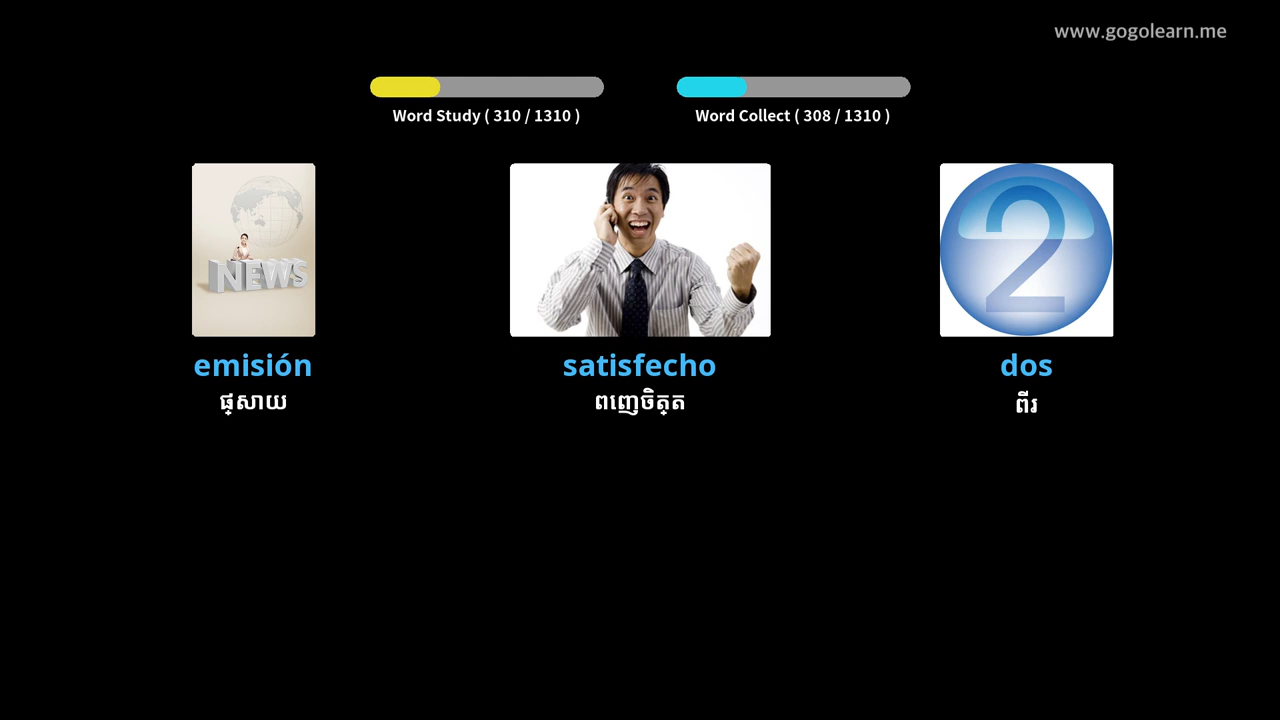 www.gogolearn.me
Word Study ( 310 / 1310 )
Word Collect ( 308 / 1310 )
NEWS
2
emisión
satisfecho
dos
ផ្សាយ
ពេញចិត្ត
ពីរ